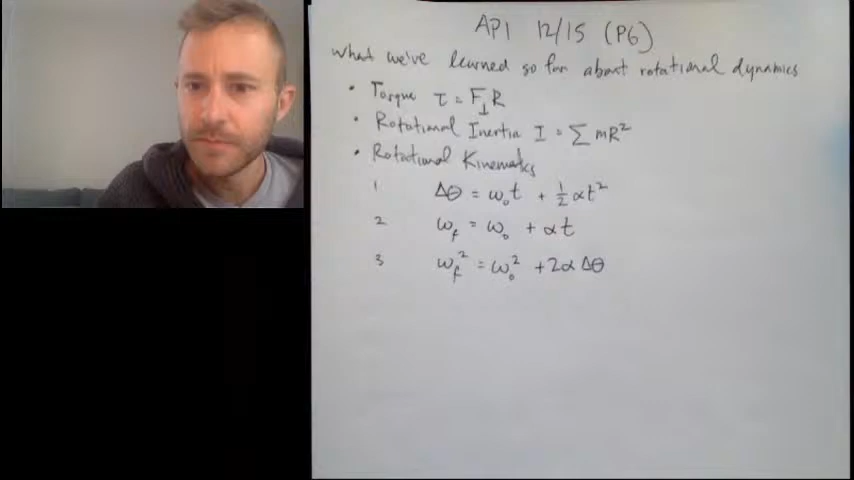 AP1 12/15 (P6)
What we've learned so far about rotational dynamics
• Torque τ = F⊥R
• Rotational Inertia I = ∑ mR²
• Rotational Kinematics
1 Δθ = ω₀t + ½αt²
2 ω_f = ω₀ + αt
3 ω_f² = ω₀² + 2αΔθ